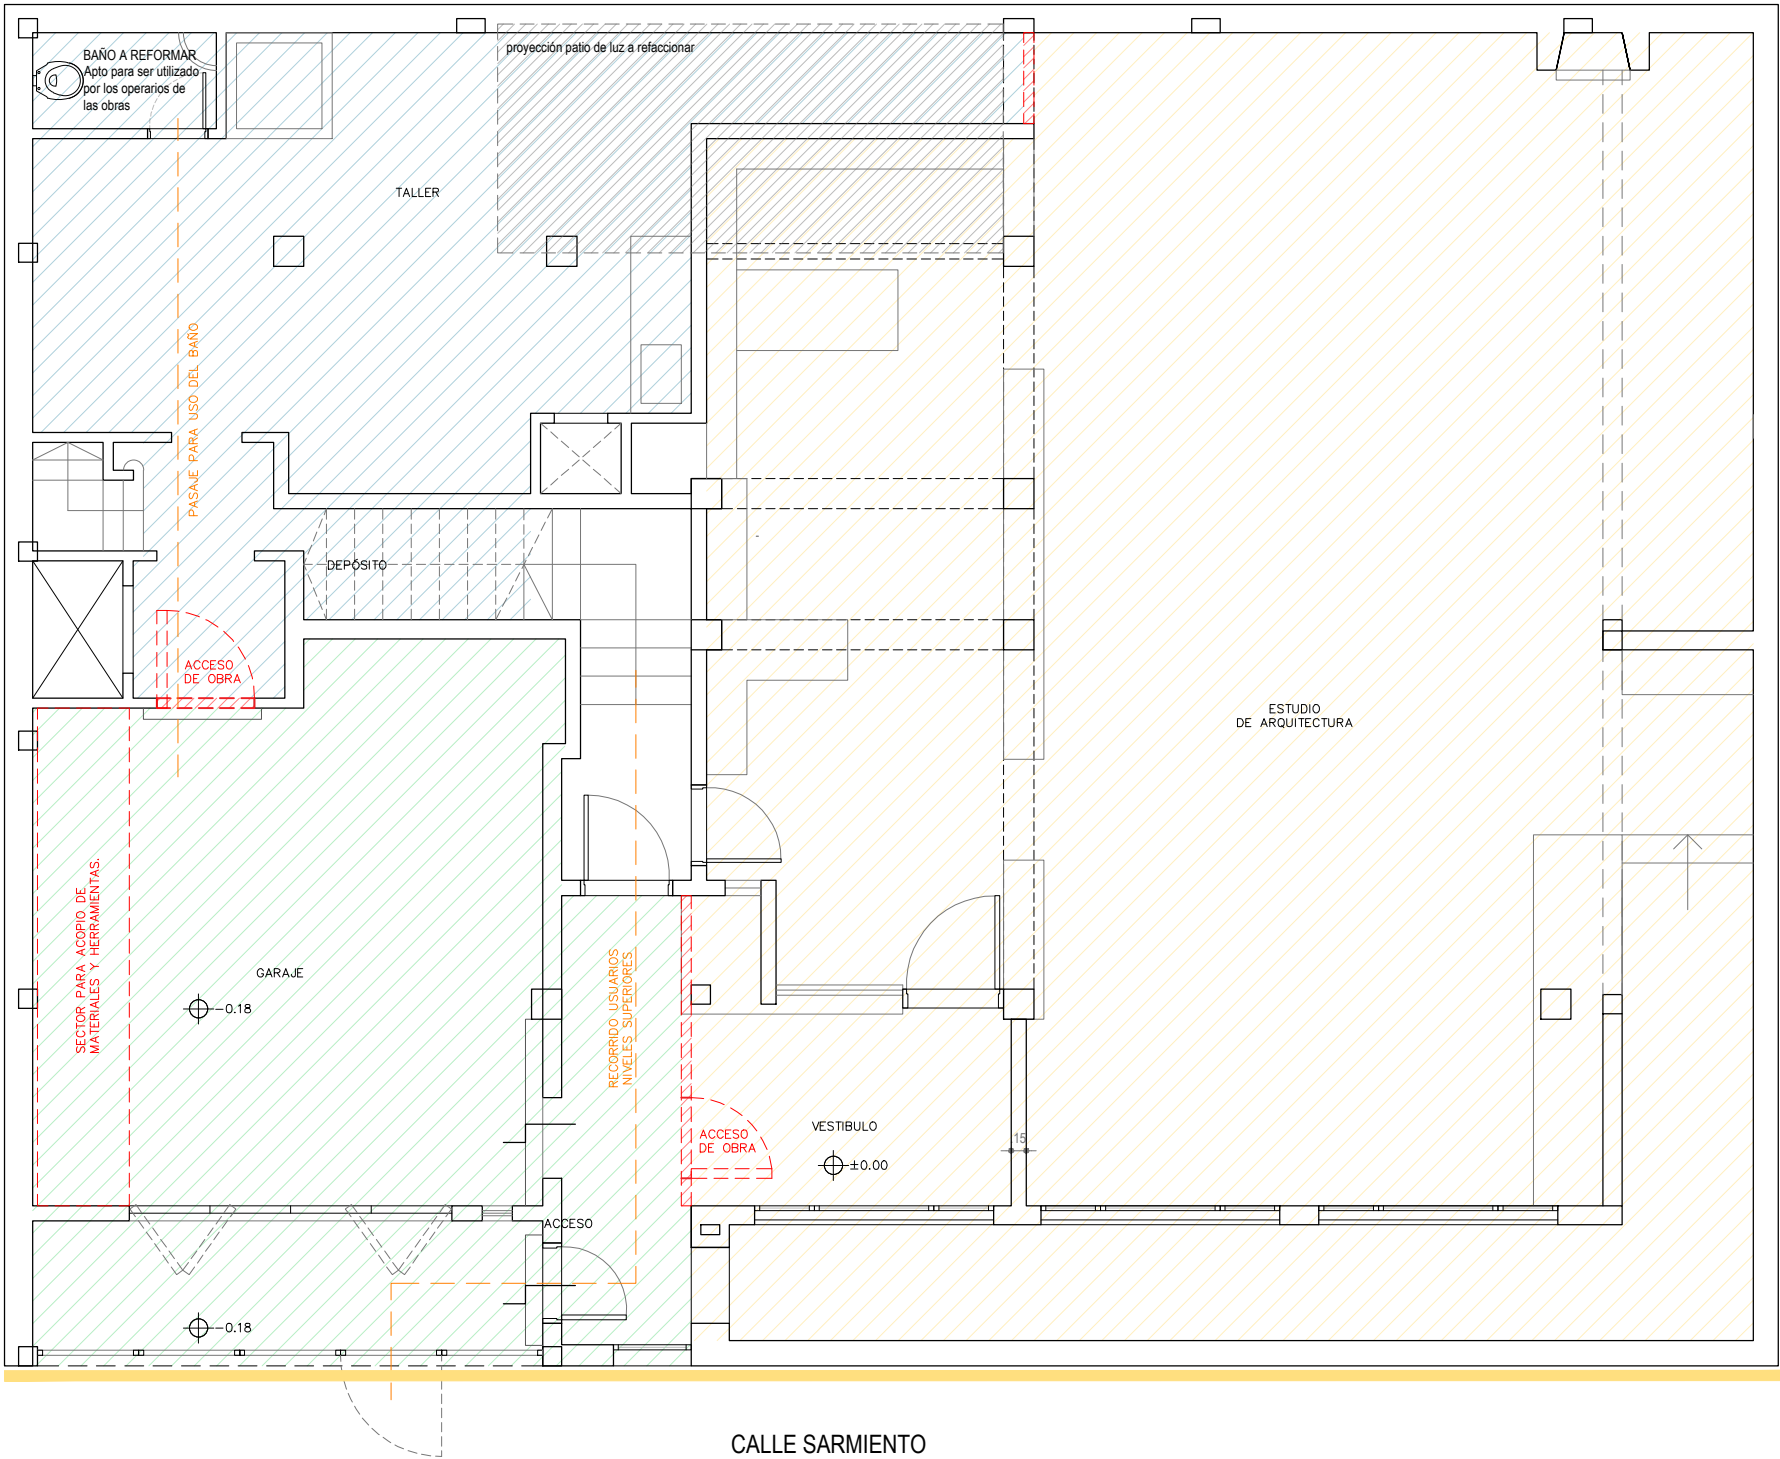 BAÑO A REFORMAR
Apto para ser utilizado
por los operarios de
las obras
proyección patio de luz a refaccionar
TALLER
PASAJE PARA USO DEL BAÑO
DEPÓSITO
ACCESO
DE OBRA
ESTUDIO
DE ARQUITECTURA
SECTOR PARA ACOPIO DE
MATERIALES Y HERRAMIENTAS.
GARAJE
-0.18
RECORRIDO USUARIOS
NIVELES SUPERIORES
VESTIBULO
±0.00
15
ACCESO
DE OBRA
ACCESO
-0.18
CALLE SARMIENTO